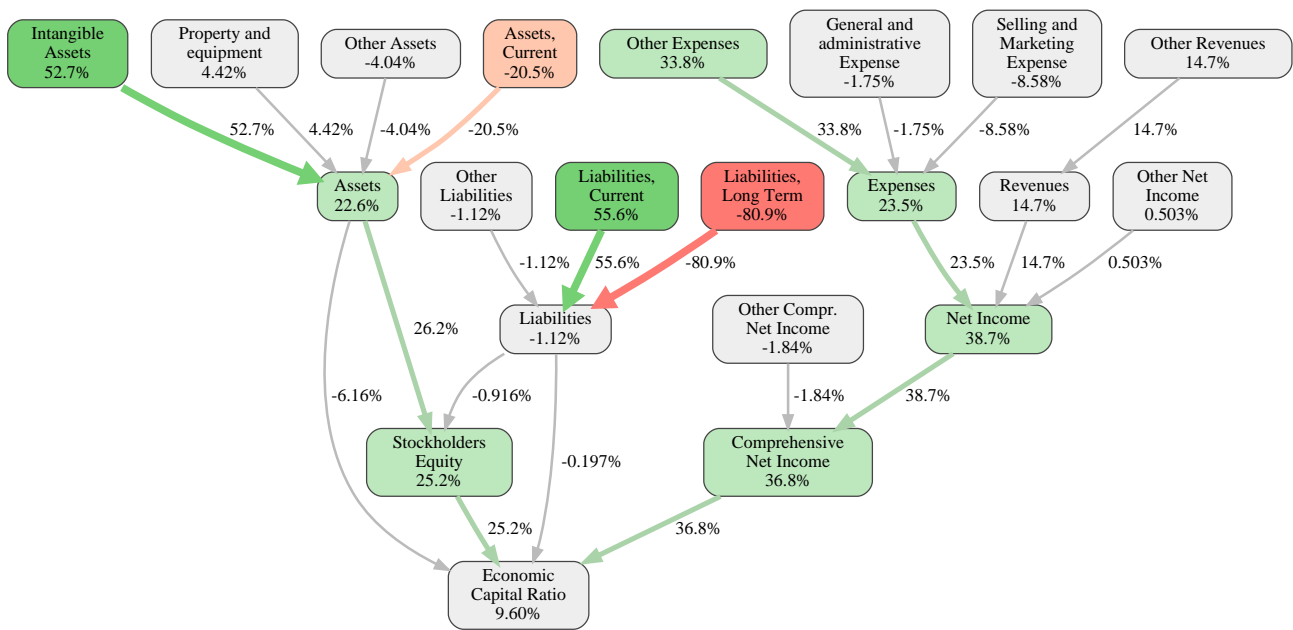 Intangible
Assets
52.7%
Property and
equipment
4.42%
Other Assets
-4.04%
Assets,
Current
-20.5%
Other Expenses
33.8%
General and
administrative
Expense
-1.75%
Selling and
Marketing
Expense
-8.58%
Other Revenues
14.7%
52.7%
4.42%
-4.04%
-20.5%
33.8%
-1.75%
-8.58%
14.7%
Assets
22.6%
Other
Liabilities
-1.12%
Liabilities,
Current
55.6%
Liabilities,
Long Term
-80.9%
Expenses
23.5%
Revenues
14.7%
Other Net
Income
0.503%
-1.12%
55.6%
-80.9%
23.5%
14.7%
0.503%
Liabilities
-1.12%
Other Compr.
Net Income
-1.84%
Net Income
38.7%
26.2%
-6.16%
-0.916%
-1.84%
38.7%
Stockholders
Equity
25.2%
-0.197%
Comprehensive
Net Income
36.8%
25.2%
36.8%
Economic
Capital Ratio
9.60%